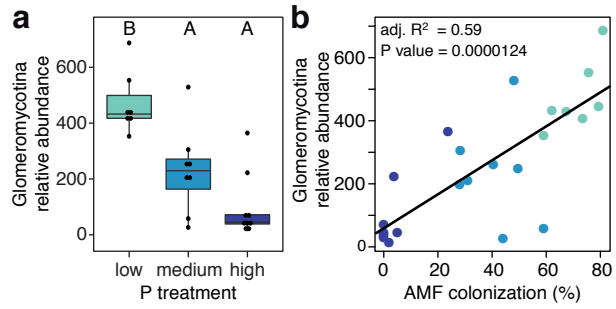 a
B A A
Glomeromycotina
relative abundance
600
400
200
0
low medium high
P treatment
b
adj. R² = 0.59
P value = 0.0000124
Glomeromycotina
relative abundance
600
400
200
0
0 20 40 60 80
AMF colonization (%)